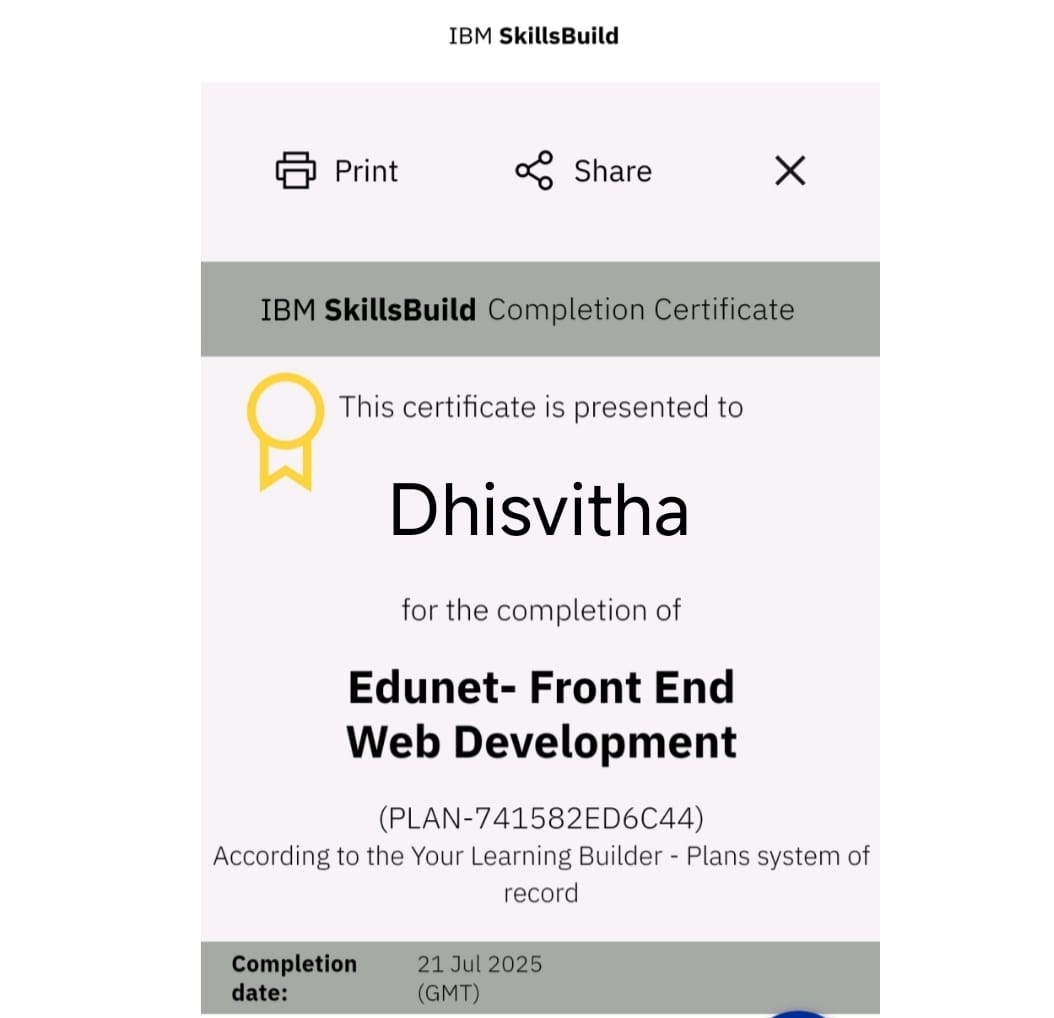 IBM SkillsBuild
Print
Share
IBM SkillsBuild Completion Certificate
This certificate is presented to
Dhisvitha
for the completion of
Edunet- Front End
Web Development
(PLAN-741582ED6C44)
According to the Your Learning Builder - Plans system of
record
Completion date:
21 Jul 2025 (GMT)